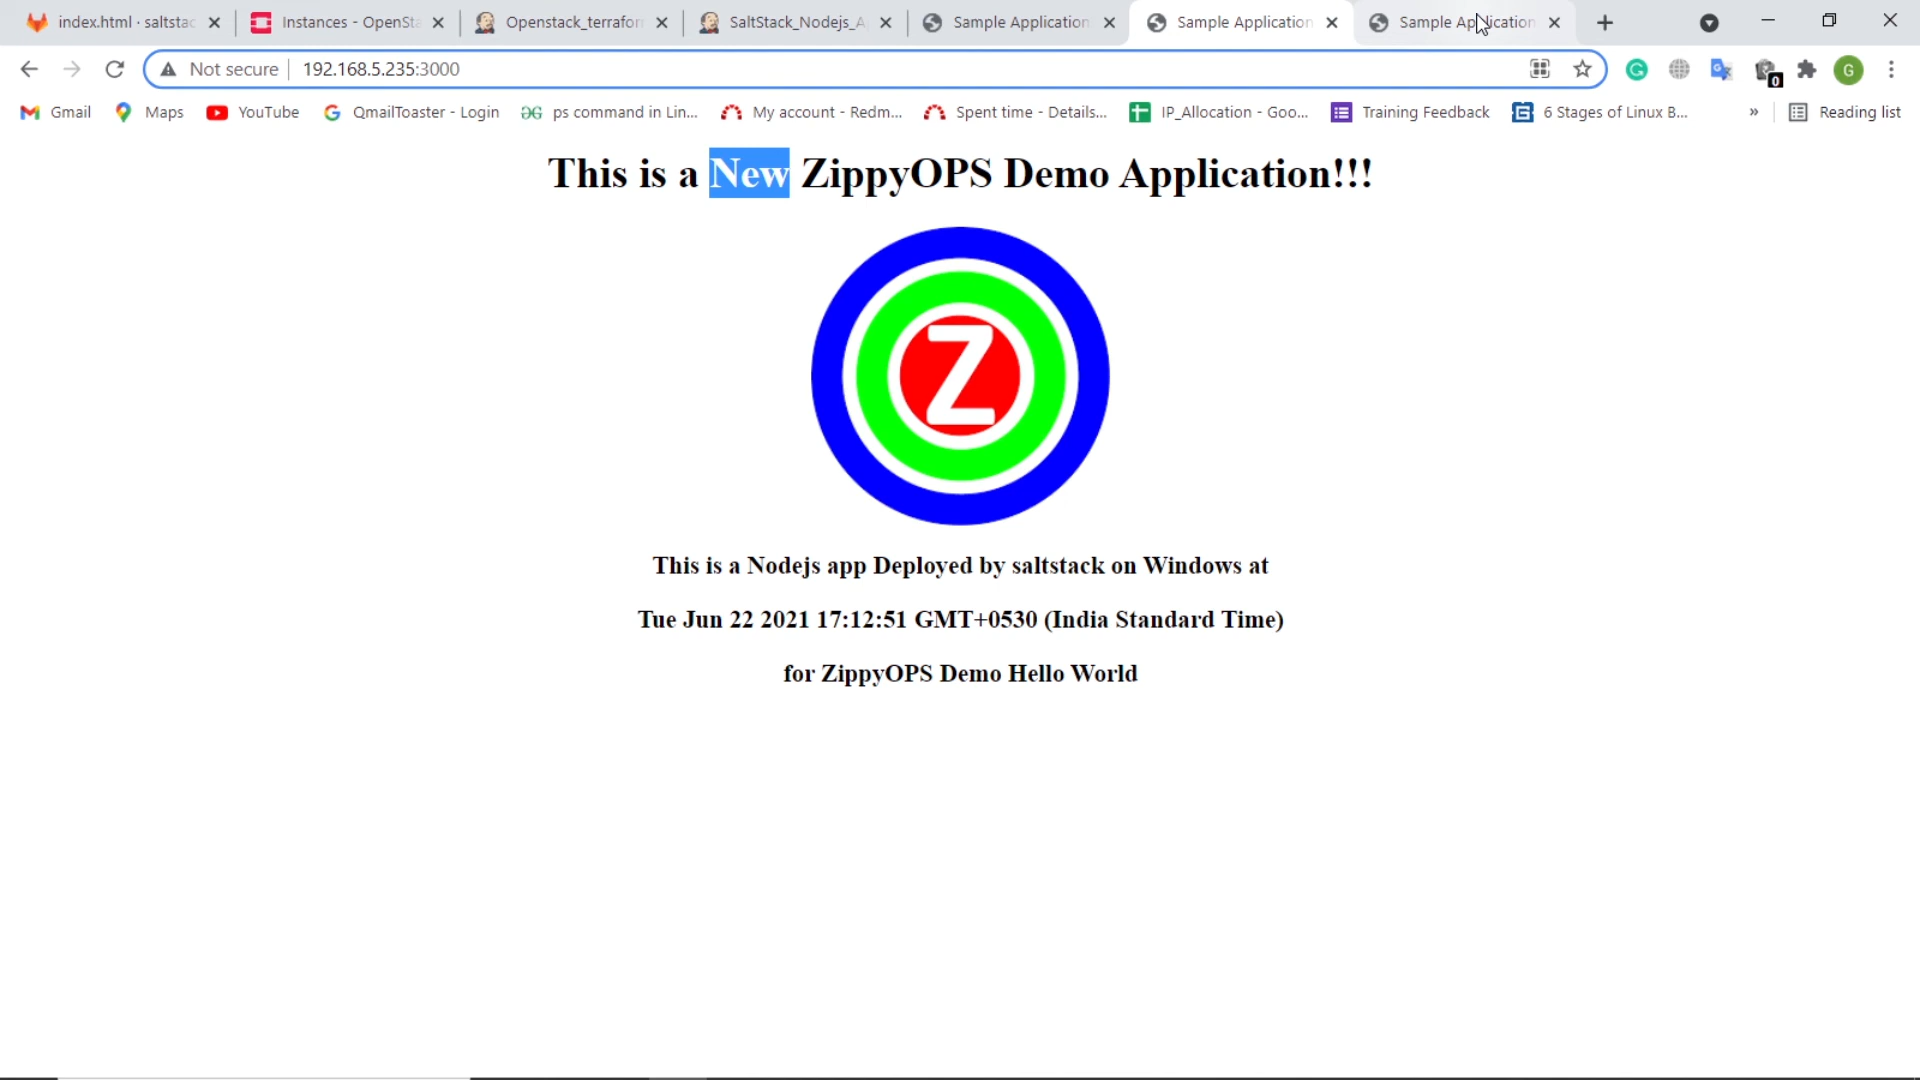 index.html · saltstac
Instances - OpenSta
Openstack_terrafor
SaltStack_Nodejs_A
Sample Application
Sample Application
Sample Application
Not secure
192.168.5.235:3000
G
0
G
Gmail
Maps
YouTube
QmailToaster - Login
ps command in Lin...
My account - Redm...
Spent time - Details...
IP_Allocation - Goo...
Training Feedback
6 Stages of Linux B...
»
Reading list
This is a New ZippyOPS Demo Application!!!
Z
This is a Nodejs app Deployed by saltstack on Windows at
Tue Jun 22 2021 17:12:51 GMT+0530 (India Standard Time)
for ZippyOPS Demo Hello World